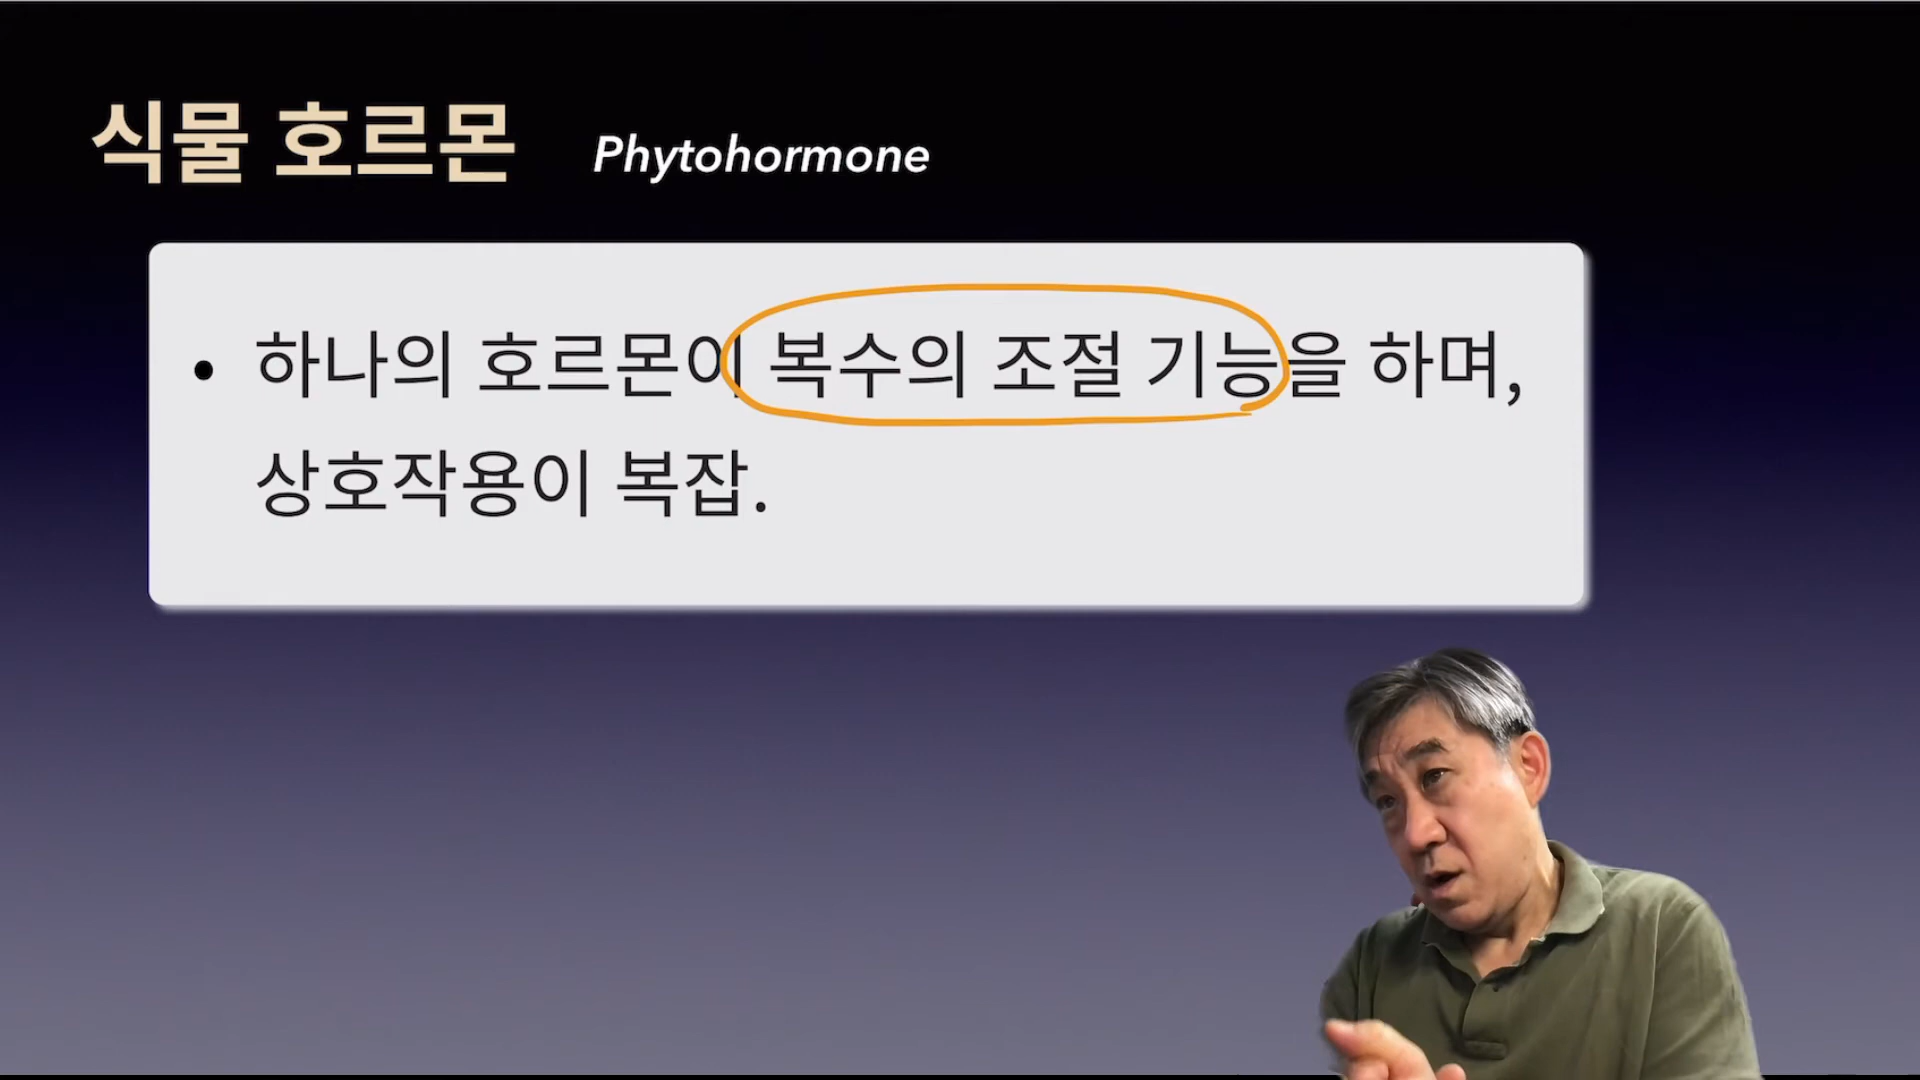 식물 호르몬 Phytohormone
• 하나의 호르몬이 복수의 조절 기능을 하며,
상호작용이 복잡.